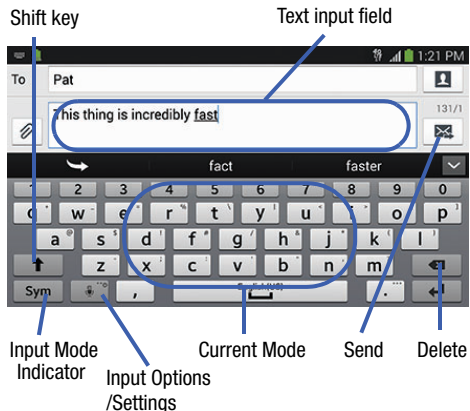 Shift key
Text input field
1:21 PM
To Pat
This thing is incredibly fast
131/1
fact faster
1 2 3 4 5 6 7 8 9 0
q w e r t y u i o p
a s d f g h j k l
z x c v b n m
Sym , English(US) .
Input Mode
Indicator
Input Options
/Settings
Current Mode
Send
Delete